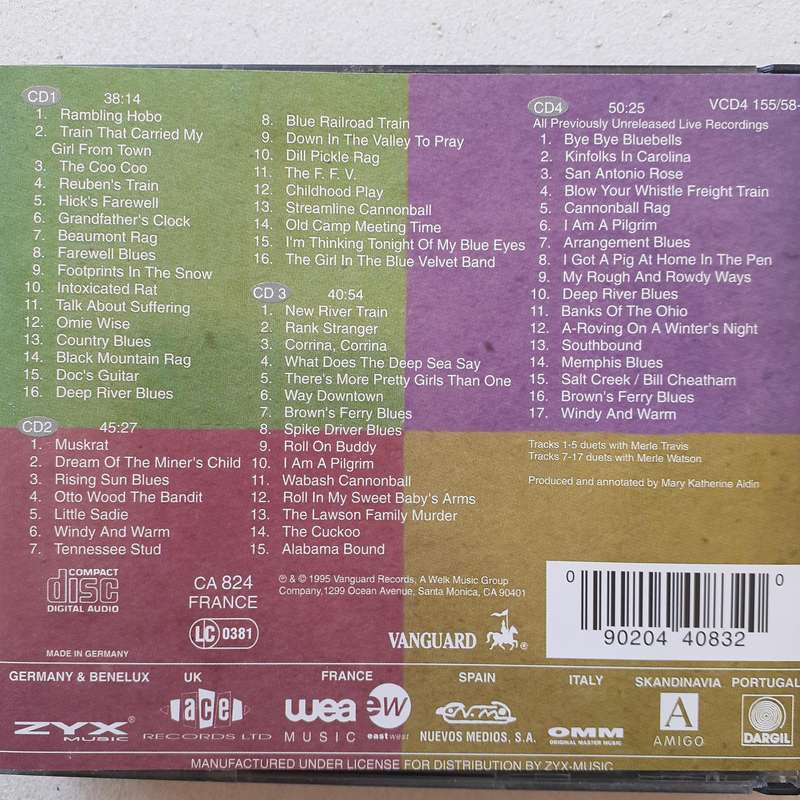 CD1 38:14
1. Rambling Hobo
2. Train That Carried My
Girl From Town
3. The Coo Coo
4. Reuben's Train
5. Hick's Farewell
6. Grandfather's Clock
7. Beaumont Rag
8. Farewell Blues
9. Footprints In The Snow
10. Intoxicated Rat
11. Talk About Suffering
12. Omie Wise
13. Country Blues
14. Black Mountain Rag
15. Doc's Guitar
16. Deep River Blues
CD2 45:27
1. Muskrat
2. Dream Of The Miner's Child
3. Rising Sun Blues
4. Otto Wood The Bandit
5. Little Sadie
6. Windy And Warm
7. Tennessee Stud
8. Blue Railroad Train
9. Down In The Valley To Pray
10. Dill Pickle Rag
11. The F. F. V.
12. Childhood Play
13. Streamline Cannonball
14. Old Camp Meeting Time
15. I'm Thinking Tonight Of My Blue Eyes
16. The Girl In The Blue Velvet Band
CD 3 40:54
1. New River Train
2. Rank Stranger
3. Corrina, Corrina
4. What Does The Deep Sea Say
5. There's More Pretty Girls Than One
6. Way Downtown
7. Brown's Ferry Blues
8. Spike Driver Blues
9. Roll On Buddy
10. I Am A Pilgrim
11. Wabash Cannonball
12. Roll In My Sweet Baby's Arms
13. The Lawson Family Murder
14. The Cuckoo
15. Alabama Bound
CD4 50:25 VCD4 155/58-
All Previously Unreleased Live Recordings
1. Bye Bye Bluebells
2. Kinfolks In Carolina
3. San Antonio Rose
4. Blow Your Whistle Freight Train
5. Cannonball Rag
6. I Am A Pilgrim
7. Arrangement Blues
8. I Got A Pig At Home In The Pen
9. My Rough And Rowdy Ways
10. Deep River Blues
11. Banks Of The Ohio
12. A-Roving On A Winter's Night
13. Southbound
14. Memphis Blues
15. Salt Creek / Bill Cheatham
16. Brown's Ferry Blues
17. Windy And Warm
Tracks 1-5 duets with Merle Travis
Tracks 7-17 duets with Merle Watson
Produced and annotated by Mary Katherine Aldin
COMPACT
disc
DIGITAL AUDIO
CA 824
FRANCE
LC 0381
℗ & © 1995 Vanguard Records, A Welk Music Group
Company, 1299 Ocean Avenue, Santa Monica, CA 90401
VANGUARD ®
0 90204 40832 0
MADE IN GERMANY
GERMANY & BENELUX UK FRANCE SPAIN ITALY SKANDINAVIA PORTUGAL
ZYX ®
MUSIC
ace
RECORDS LTD
wea
MUSIC
ew
east west
NUEVOS MEDIOS, S.A.
OMM
ORIGINAL MASTER MUSIC
A
AMIGO
DARGIL
MANUFACTURED UNDER LICENSE FOR DISTRIBUTION BY ZYX-MUSIC